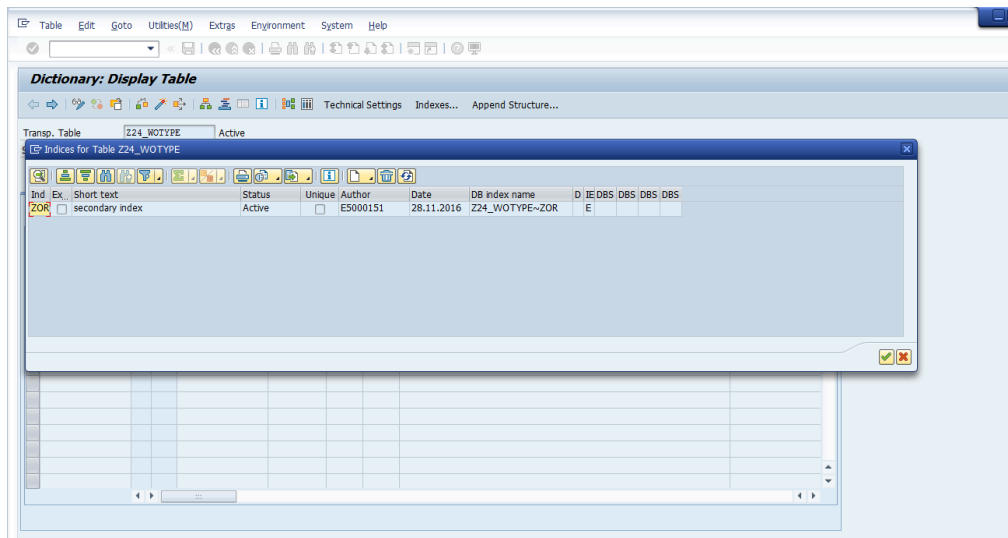 Table Edit Goto Utilities(M) Extras Environment System Help
Dictionary: Display Table
Technical Settings Indexes... Append Structure...
Transp. Table Z24_WOTYPE Active
Indices for Table Z24_WOTYPE
Ind Ex.. Short text Status Unique Author Date DB index name D IE DBS DBS DBS DBS
ZOR secondary index Active E5000151 28.11.2016 Z24_WOTYPE~ZOR E